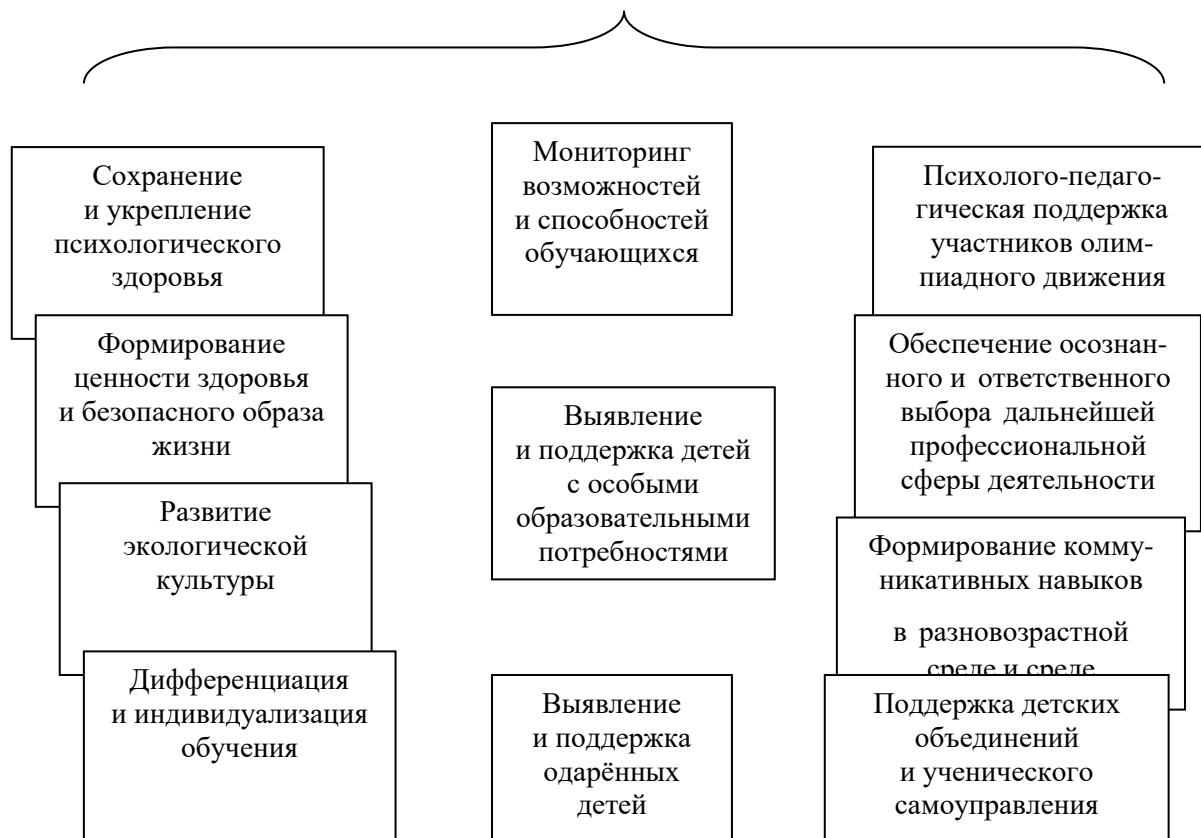 Сохранение
и укрепление
психологического
здоровья
Формирование
ценности здоровья
и безопасного образа
жизни
Развитие
экологической
культуры
Дифференциация
и индивидуализация
обучения
Мониторинг
возможностей
и способностей
обучающихся
Выявление
и поддержка детей
с особыми
образовательными
потребностями
Выявление
и поддержка
одарённых
детей
Психолого-педаго-
гическая поддержка
участников олим-
пиадного движения
Обеспечение осознан-
ного и ответственного
выбора дальнейшей
профессиональной
сферы деятельности
Формирование комму-
никативных навыков
в разновозрастной
среде и среде
Поддержка детских
объединений
и ученического
самоуправления